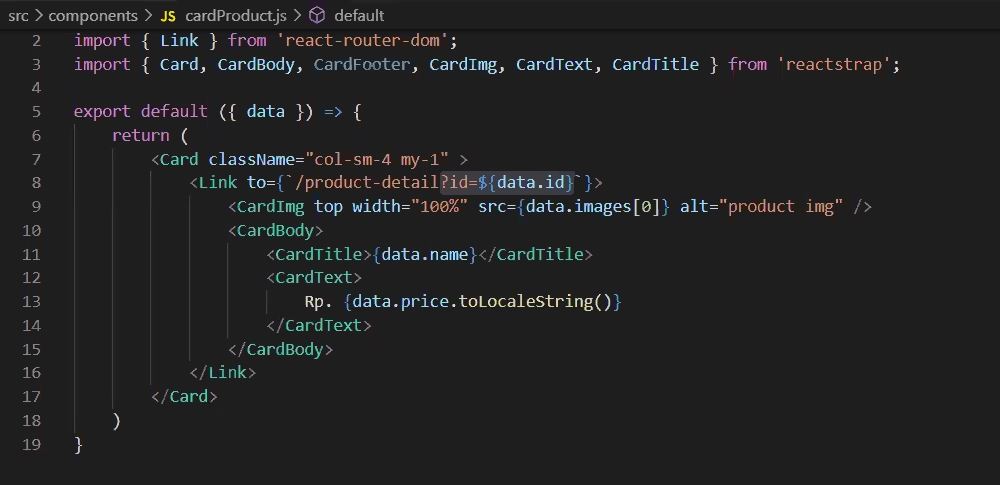 src > components > JS cardProduct.js > default
2 import { Link } from 'react-router-dom';
3 import { Card, CardBody, CardFooter, CardImg, CardText, CardTitle } from 'reactstrap';
4
5 export default ({ data }) => {
6     return (
7         <Card className="col-sm-4 my-1" >
8             <Link to={`/product-detail?id=${data.id}`}>
9                 <CardImg top width="100%" src={data.images[0]} alt="product img" />
10                 <CardBody>
11                     <CardTitle>{data.name}</CardTitle>
12                     <CardText>
13                         Rp. {data.price.toLocaleString()}
14                     </CardText>
15                 </CardBody>
16             </Link>
17         </Card>
18     )
19 }